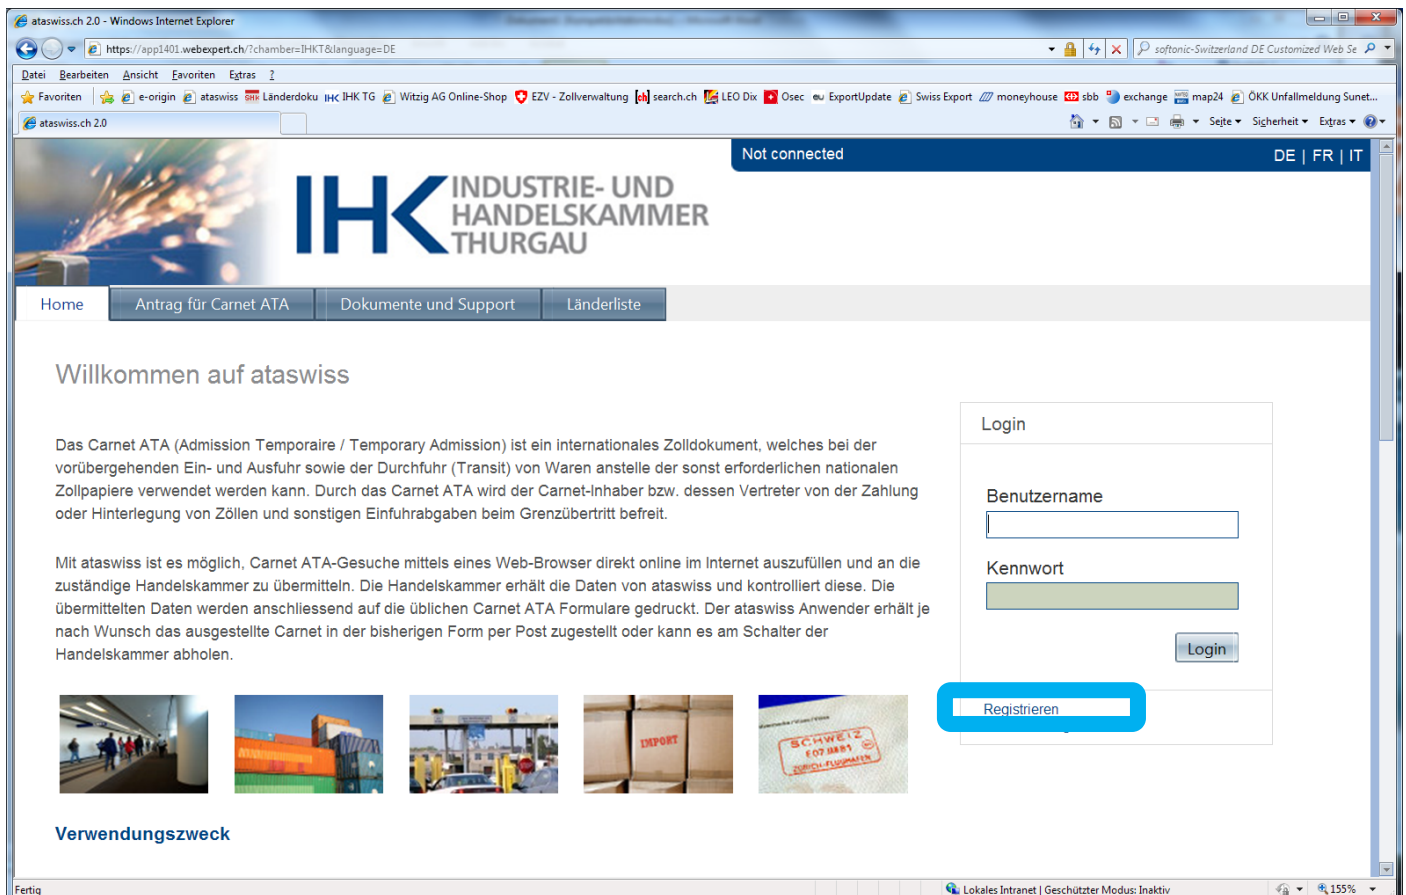 ataswiss.ch 2.0 - Windows Internet Explorer
https://app1401.webexpert.ch/?chamber=IHKT&language=DE
softonic-Switzerland DE Customized Web Se
Datei Bearbeiten Ansicht Favoriten Extras ?
Favoriten e-origin ataswiss Länderdoku IHK TG Witzig AG Online-Shop EZV - Zollverwaltung search.ch LEO Dix Osec ExportUpdate Swiss Export moneyhouse sbb exchange map24 ÖKK Unfallmeldung Sunet...
ataswiss.ch 2.0
Seite Sicherheit Extras
Not connected
DE | FR | IT
IHK INDUSTRIE- UND
HANDELSKAMMER
THURGAU
Home Antrag für Carnet ATA Dokumente und Support Länderliste
Willkommen auf ataswiss
Das Carnet ATA (Admission Temporaire / Temporary Admission) ist ein internationales Zolldokument, welches bei der
vorübergehenden Ein- und Ausfuhr sowie der Durchfuhr (Transit) von Waren anstelle der sonst erforderlichen nationalen
Zollpapiere verwendet werden kann. Durch das Carnet ATA wird der Carnet-Inhaber bzw. dessen Vertreter von der Zahlung
oder Hinterlegung von Zöllen und sonstigen Einfuhrabgaben beim Grenzübertritt befreit.
Mit ataswiss ist es möglich, Carnet ATA-Gesuche mittels eines Web-Browser direkt online im Internet auszufüllen und an die
zuständige Handelskammer zu übermitteln. Die Handelskammer erhält die Daten von ataswiss und kontrolliert diese. Die
übermittelten Daten werden anschliessend auf die üblichen Carnet ATA Formulare gedruckt. Der ataswiss Anwender erhält je
nach Wunsch das ausgestellte Carnet in der bisherigen Form per Post zugestellt oder kann es am Schalter der
Handelskammer abholen.
Login
Benutzername
Kennwort
Login
Registrieren
IMPORT
SCHWEIZ
ZÜRICH-FLUGHAFEN
Verwendungszweck
Fertig
Lokales Intranet | Geschützter Modus: Inaktiv
155%